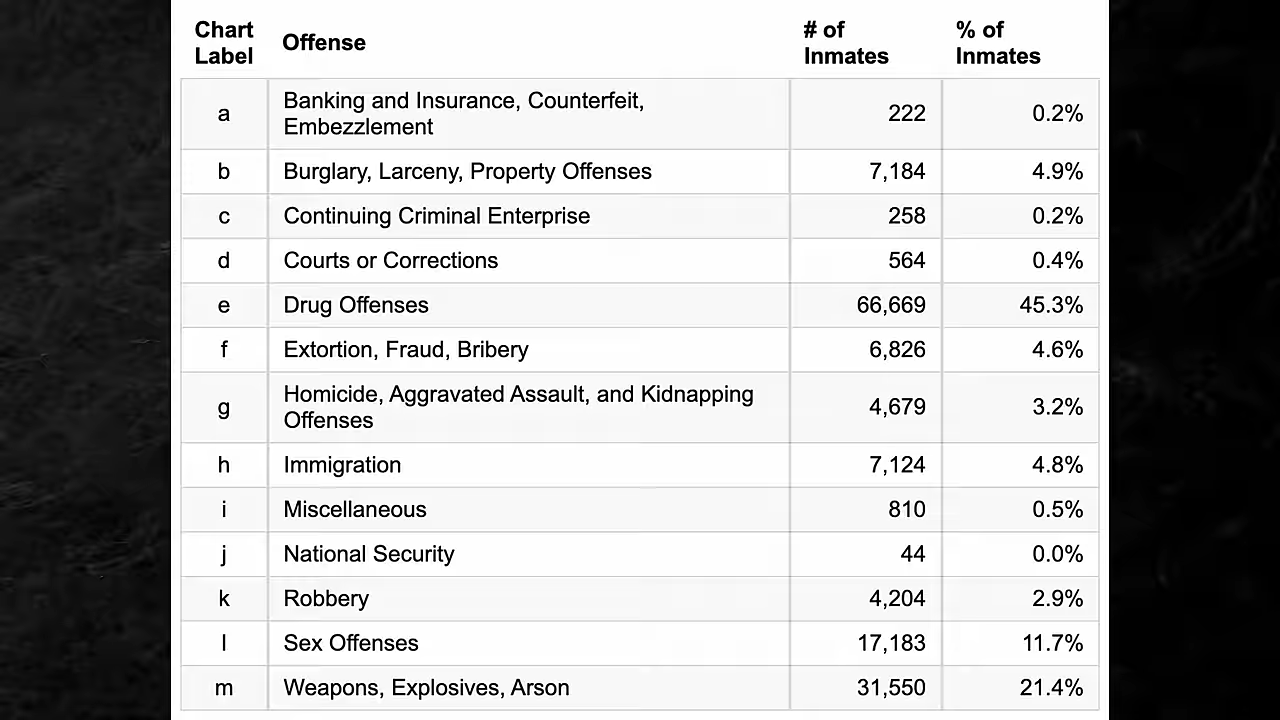 Chart Label Offense # of Inmates % of Inmates
a Banking and Insurance, Counterfeit, Embezzlement 222 0.2%
b Burglary, Larceny, Property Offenses 7,184 4.9%
c Continuing Criminal Enterprise 258 0.2%
d Courts or Corrections 564 0.4%
e Drug Offenses 66,669 45.3%
f Extortion, Fraud, Bribery 6,826 4.6%
g Homicide, Aggravated Assault, and Kidnapping Offenses 4,679 3.2%
h Immigration 7,124 4.8%
i Miscellaneous 810 0.5%
j National Security 44 0.0%
k Robbery 4,204 2.9%
l Sex Offenses 17,183 11.7%
m Weapons, Explosives, Arson 31,550 21.4%